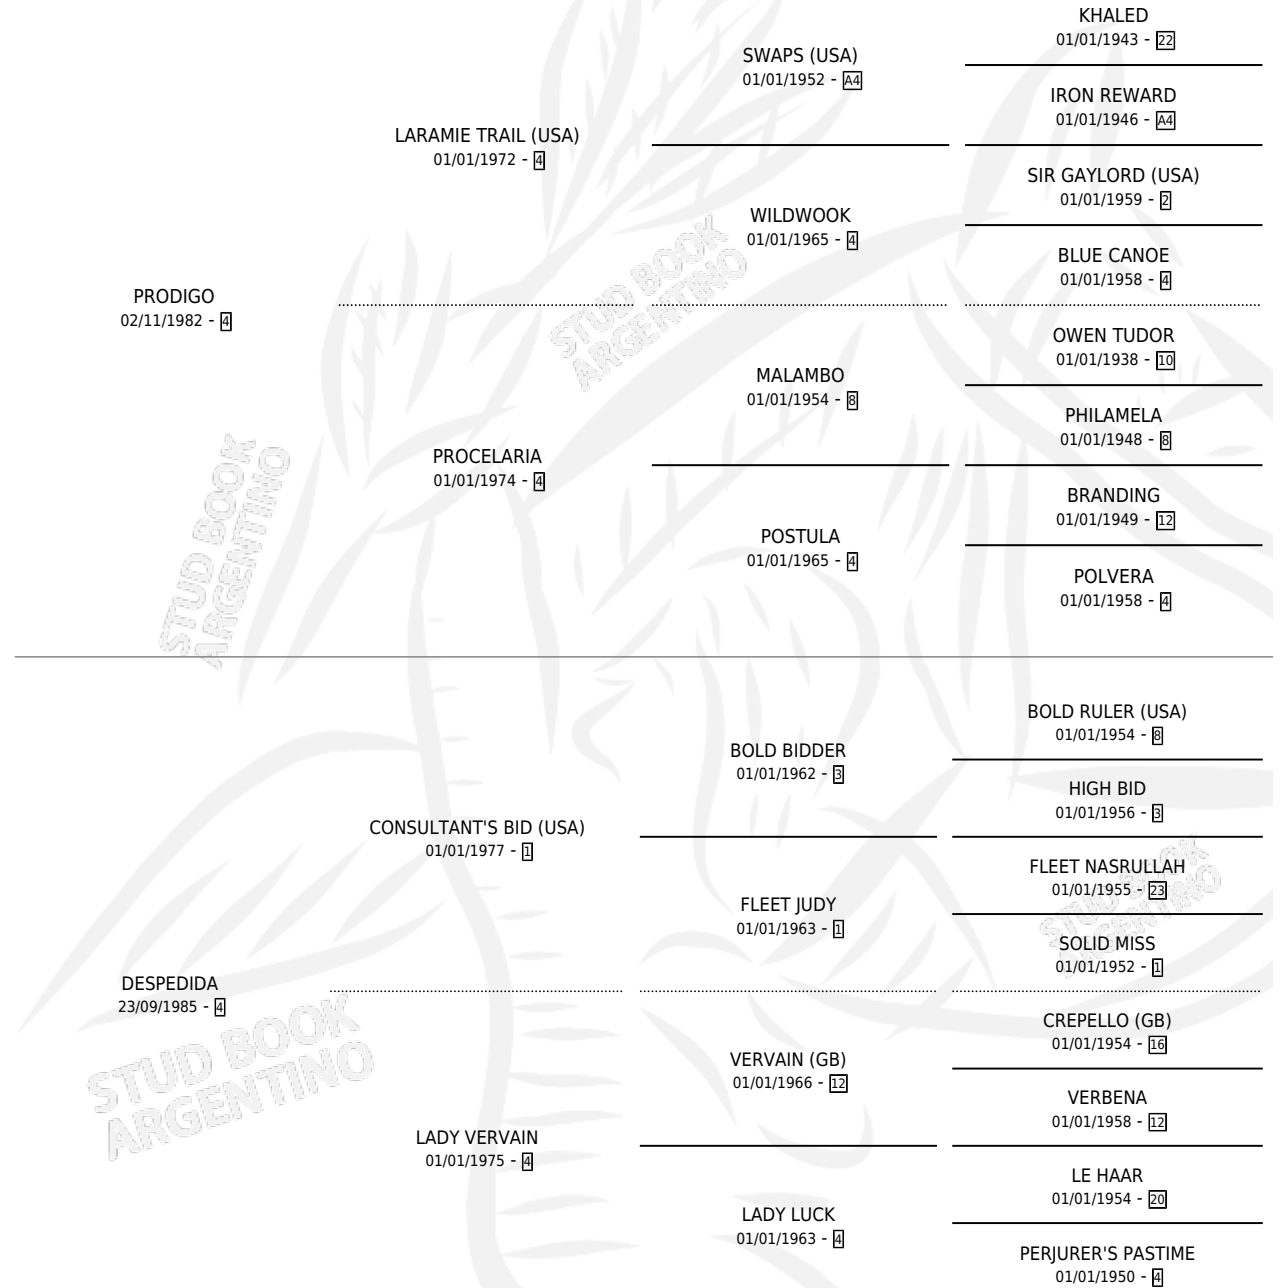 KHALED
01/01/1943 - 22
SWAPS (USA)
01/01/1952 - A4
IRON REWARD
01/01/1946 - A4
LARAMIE TRAIL (USA)
01/01/1972 - 4
SIR GAYLORD (USA)
01/01/1959 - 2
WILDWOOK
01/01/1965 - 4
BLUE CANOE
01/01/1958 - 4
PRODIGO
02/11/1982 - 4
OWEN TUDOR
01/01/1938 - 10
MALAMBO
01/01/1954 - 8
PHILAMELA
01/01/1948 - 8
PROCELARIA
01/01/1974 - 4
BRANDING
01/01/1949 - 12
POSTULA
01/01/1965 - 4
POLVERA
01/01/1958 - 4
BOLD RULER (USA)
01/01/1954 - 8
BOLD BIDDER
01/01/1962 - 3
HIGH BID
01/01/1956 - 3
CONSULTANT'S BID (USA)
01/01/1977 - 1
FLEET NASRULLAH
01/01/1955 - 23
FLEET JUDY
01/01/1963 - 1
SOLID MISS
01/01/1952 - 1
DESPEDIDA
23/09/1985 - 4
CREPELLO (GB)
01/01/1954 - 16
VERVAIN (GB)
01/01/1966 - 12
VERBENA
01/01/1958 - 12
LADY VERVAIN
01/01/1975 - 4
LE HAAR
01/01/1954 - 20
LADY LUCK
01/01/1963 - 4
PERJURER'S PASTIME
01/01/1950 - 4
STUD BOOK
ARGENTINO
STUD BOOK
ARGENTINO
STUD BOOK
ARGENTINO
STUD BOOK
ARGENTINO